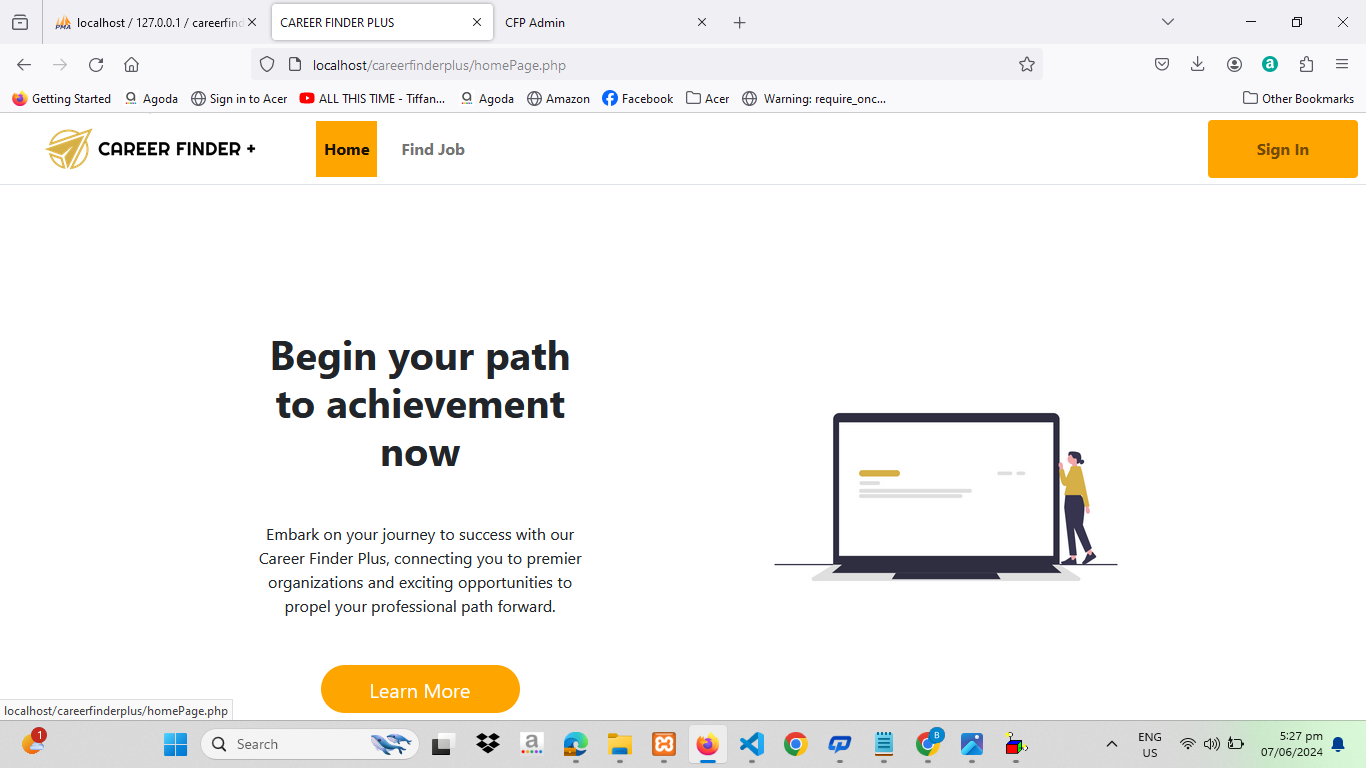 PMA
localhost / 127.0.0.1 / careerfind
CAREER FINDER PLUS
CFP Admin
localhost/careerfinderplus/homePage.php
a
Getting Started
Agoda
Sign in to Acer
ALL THIS TIME - Tiffan...
Agoda
Amazon
Facebook
Acer
Warning: require_onc...
Other Bookmarks
CAREER FINDER +
Home
Find Job
Sign In
Begin your path
to achievement
now
Embark on your journey to success with our
Career Finder Plus, connecting you to premier
organizations and exciting opportunities to
propel your professional path forward.
Learn More
localhost/careerfinderplus/homePage.php
1
Search
a
B
ENG
US
5:27 pm
07/06/2024